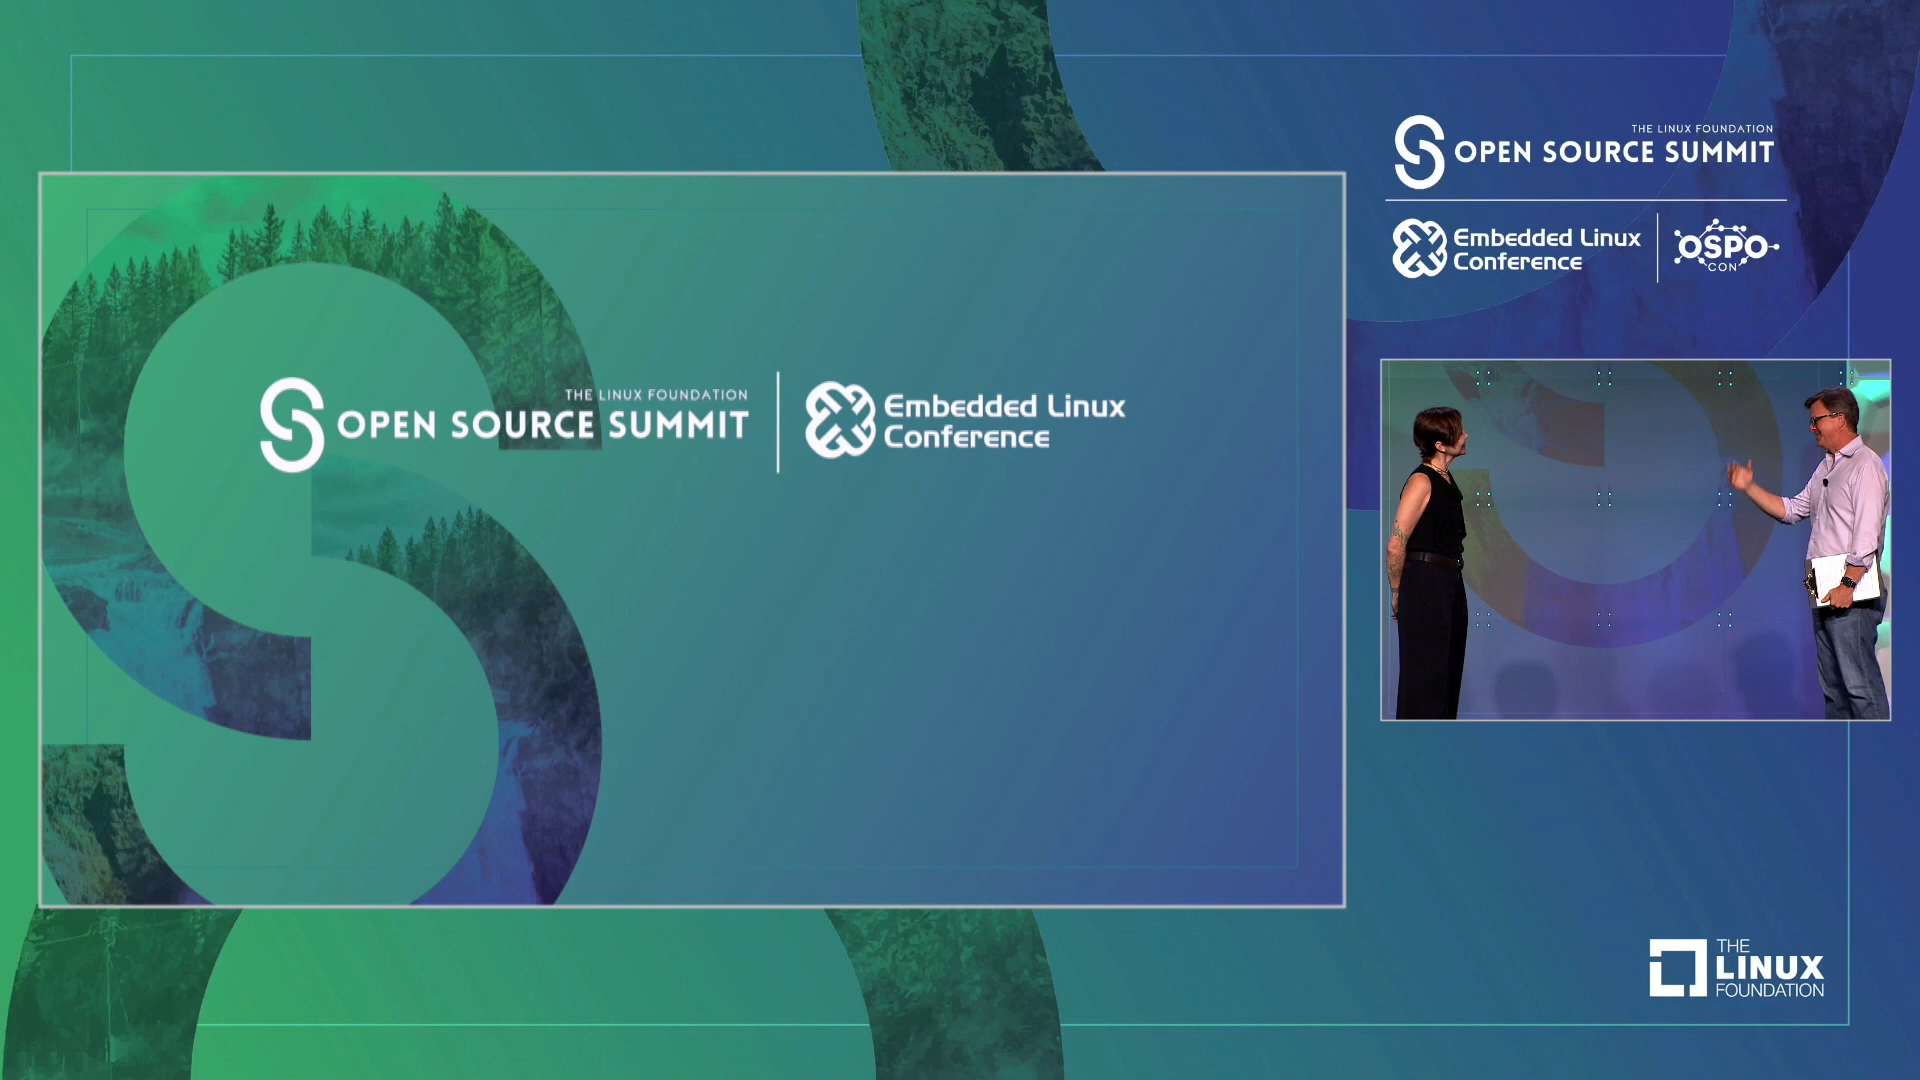 THE LINUX FOUNDATION
OPEN SOURCE SUMMIT
Embedded Linux
Conference
THE LINUX FOUNDATION
OPEN SOURCE SUMMIT
Embedded Linux
Conference
OSPO
CON
THE
LINUX
FOUNDATION